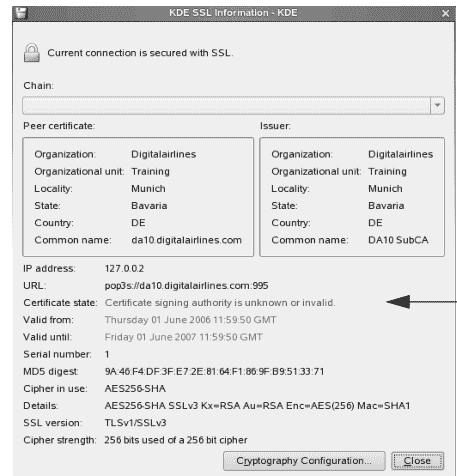 KDE SSL Information - KDE
Current connection is secured with SSL.
Chain:
Peer certificate:
Organization: Digitalairlines
Organizational unit: Training
Locality: Munich
State: Bavaria
Country: DE
Common name: da10.digitalairlines.com
Issuer:
Organization: Digitalairlines
Organizational unit: Training
Locality: Munich
State: Bavaria
Country: DE
Common name: DA10 SubCA
IP address: 127.0.0.2
URL: pop3s://da10.digitalairlines.com:995
Certificate state: Certificate signing authority is unknown or invalid.
Valid from: Thursday 01 June 2006 11:59:50 GMT
Valid until: Friday 01 June 2007 11:59:50 GMT
Serial number: 1
MD5 digest: 9A:46:F4:DF:3F:E7:2E:81:64:F1:86:9F:B9:51:33:71
Cipher in use: AES256-SHA
Details: AES256-SHA SSLv3 Kx=RSA Au=RSA Enc=AES(256) Mac=SHA1
SSL version: TLSv1/SSLv3
Cipher strength: 256 bits used of a 256 bit cipher
Cryptography Configuration...
Close